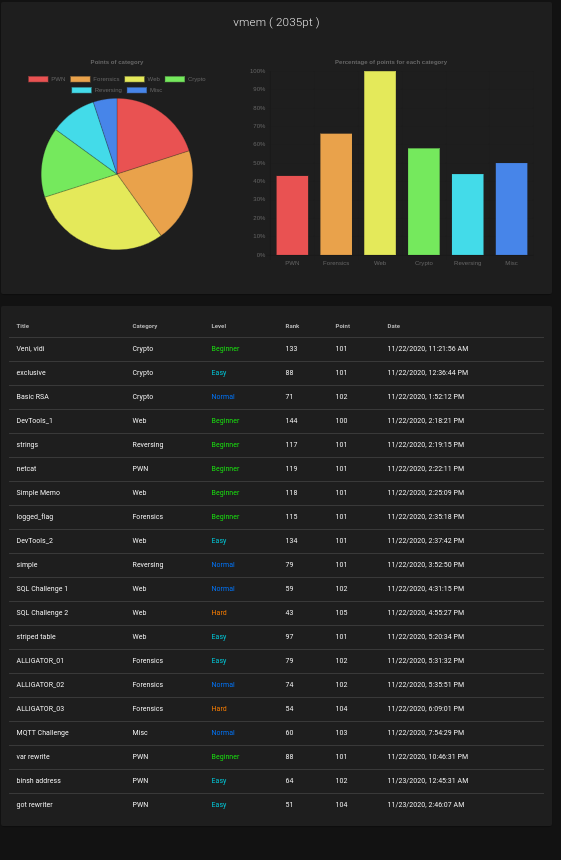 vmem ( 2035pt )
Points of category
PWN Forensics Web Crypto
Reversing Misc
Percentage of points for each category
100%
90%
80%
70%
60%
50%
40%
30%
20%
10%
0%
PWN Forensics Web Crypto Reversing Misc
Title Category Level Rank Point Date
Veni, vidi Crypto Beginner 133 101 11/22/2020, 11:21:56 AM
exclusive Crypto Easy 88 101 11/22/2020, 12:36:44 PM
Basic RSA Crypto Normal 71 102 11/22/2020, 1:52:12 PM
DevTools_1 Web Beginner 144 100 11/22/2020, 2:18:21 PM
strings Reversing Beginner 117 101 11/22/2020, 2:19:15 PM
netcat PWN Beginner 119 101 11/22/2020, 2:22:11 PM
Simple Memo Web Beginner 118 101 11/22/2020, 2:25:09 PM
logged_flag Forensics Beginner 115 101 11/22/2020, 2:35:18 PM
DevTools_2 Web Easy 134 101 11/22/2020, 2:37:42 PM
simple Reversing Normal 79 101 11/22/2020, 3:52:50 PM
SQL Challenge 1 Web Normal 59 102 11/22/2020, 4:31:15 PM
SQL Challenge 2 Web Hard 43 105 11/22/2020, 4:55:27 PM
striped table Web Easy 97 101 11/22/2020, 5:20:34 PM
ALLIGATOR_01 Forensics Easy 79 102 11/22/2020, 5:31:32 PM
ALLIGATOR_02 Forensics Normal 74 102 11/22/2020, 5:35:51 PM
ALLIGATOR_03 Forensics Hard 54 104 11/22/2020, 6:09:01 PM
MQTT Challenge Misc Normal 60 103 11/22/2020, 7:54:29 PM
var rewrite PWN Beginner 88 101 11/22/2020, 10:46:31 PM
binsh address PWN Easy 64 102 11/23/2020, 12:45:31 AM
got rewriter PWN Easy 51 104 11/23/2020, 2:46:07 AM